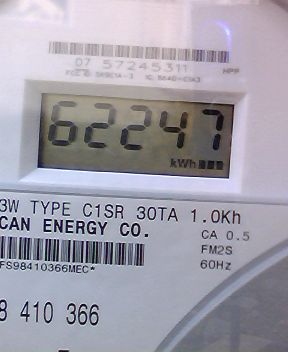 07 57245311
HPP
62247
kWh
3W TYPE C1SR 30TA 1.0Kh
CAN ENERGY CO.
CA 0.5
FM2S
FS98410366MEC*
60Hz
8 410 366